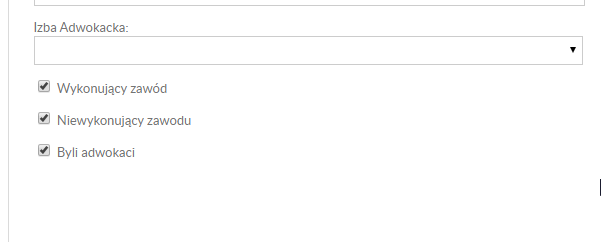 Izba Adwokacka:
Wykonujący zawód
Niewykonujący zawodu
Byli adwokaci